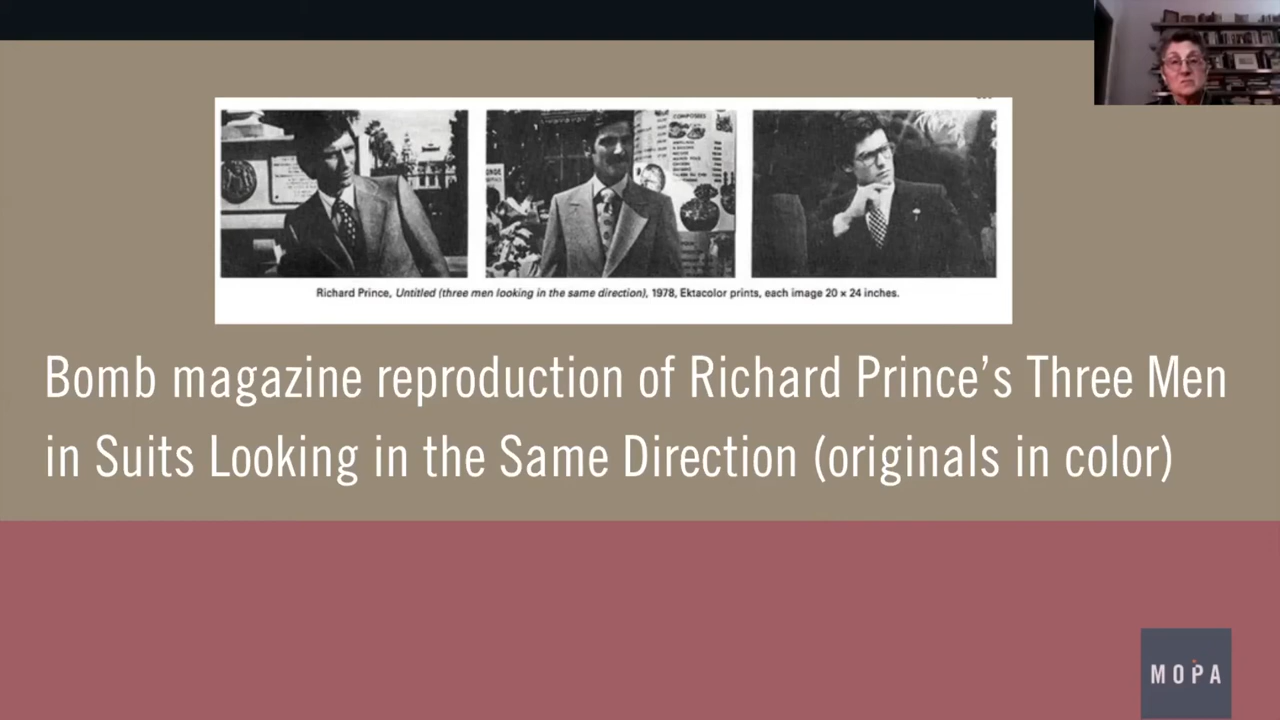 COMPOSEES
Richard Prince, Untitled (three men looking in the same direction), 1978, Ektacolor prints, each image 20 × 24 inches.
Bomb magazine reproduction of Richard Prince’s Three Men
in Suits Looking in the Same Direction (originals in color)
MOPA